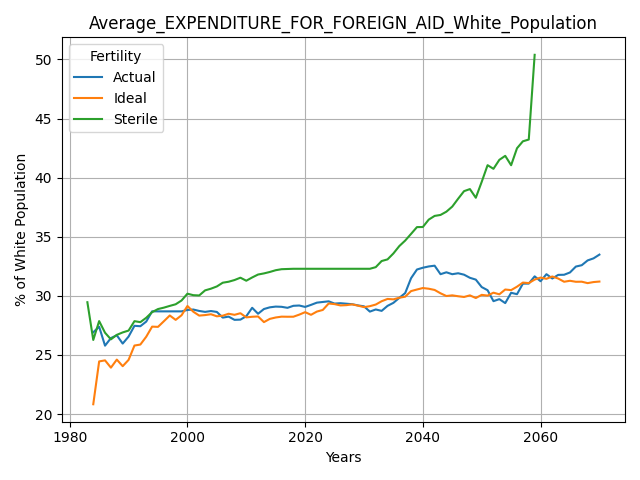 Average_EXPENDITURE_FOR_FOREIGN_AID_White_Population
% of White Population
50
45
40
35
30
25
20
Fertility
Actual
Ideal
Sterile
1980
2000
2020
2040
2060
Years